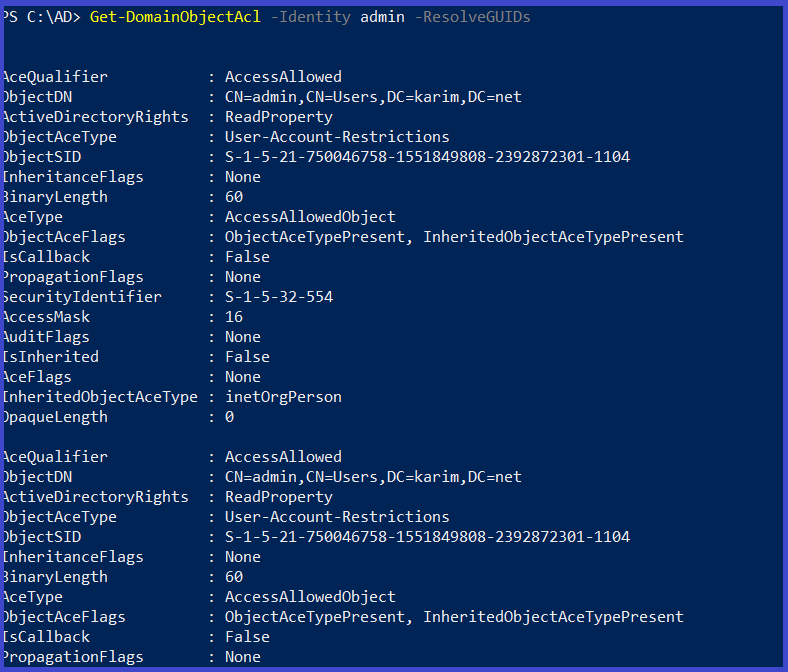 PS C:\AD> Get-DomainObjectAcl -Identity admin -ResolveGUIDs
AceQualifier : AccessAllowed
ObjectDN : CN=admin,CN=Users,DC=karim,DC=net
ActiveDirectoryRights : ReadProperty
ObjectAceType : User-Account-Restrictions
ObjectSID : S-1-5-21-750046758-1551849808-2392872301-1104
InheritanceFlags : None
BinaryLength : 60
AceType : AccessAllowedObject
ObjectAceFlags : ObjectAceTypePresent, InheritedObjectAceTypePresent
IsCallback : False
PropagationFlags : None
SecurityIdentifier : S-1-5-32-554
AccessMask : 16
AuditFlags : None
IsInherited : False
AceFlags : None
InheritedObjectAceType : inetOrgPerson
OpaqueLength : 0
AceQualifier : AccessAllowed
ObjectDN : CN=admin,CN=Users,DC=karim,DC=net
ActiveDirectoryRights : ReadProperty
ObjectAceType : User-Account-Restrictions
ObjectSID : S-1-5-21-750046758-1551849808-2392872301-1104
InheritanceFlags : None
BinaryLength : 60
AceType : AccessAllowedObject
ObjectAceFlags : ObjectAceTypePresent, InheritedObjectAceTypePresent
IsCallback : False
PropagationFlags : None